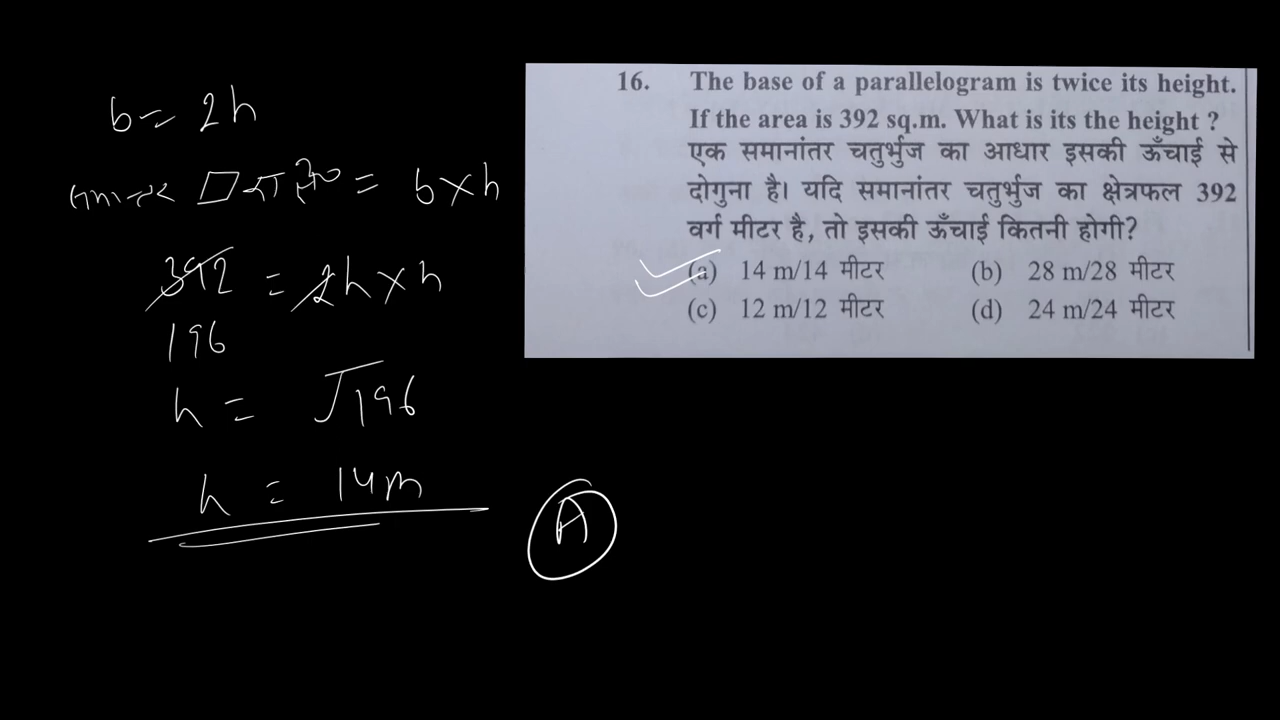 b = 2h
= b × h
392 = 2h × h
196
h = √196
h = 14m
A
16. The base of a parallelogram is twice its height.
If the area is 392 sq.m. What is its the height ?
एक समानांतर चतुर्भुज का आधार इसकी ऊँचाई से
दोगुना है। यदि समानांतर चतुर्भुज का क्षेत्रफल 392
वर्ग मीटर है, तो इसकी ऊँचाई कितनी होगी?
(a) 14 m/14 मीटर (b) 28 m/28 मीटर
(c) 12 m/12 मीटर (d) 24 m/24 मीटर